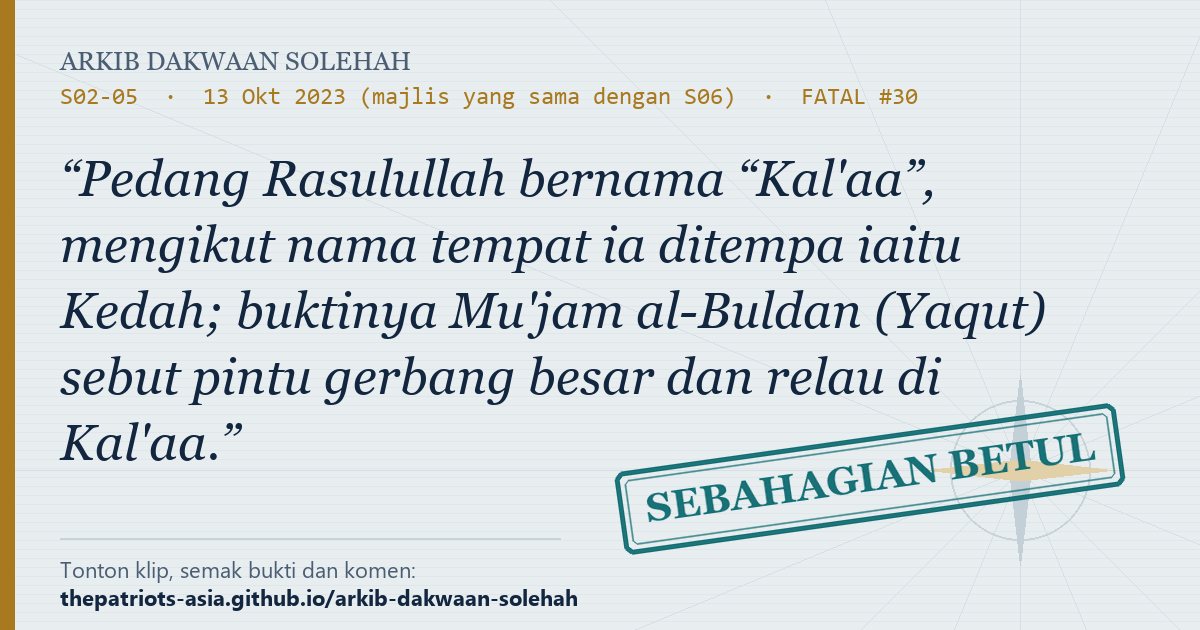 ARKIB DAKWAAN SOLEHAH
S02-05 · 13 Okt 2023 (majlis yang sama dengan S06) · FATAL #30
“Pedang Rasulullah bernama “Kal'aa”,
mengikut nama tempat ia ditempa iaitu
Kedah; buktinya Mu'jam al-Buldan (Yaqut)
sebut pintu gerbang besar dan relau di
Kal'aa.”
SEBAHAGIAN BETUL
Tonton klip, semak bukti dan komen:
thepatriots-asia.github.io/arkib-dakwaan-solehah